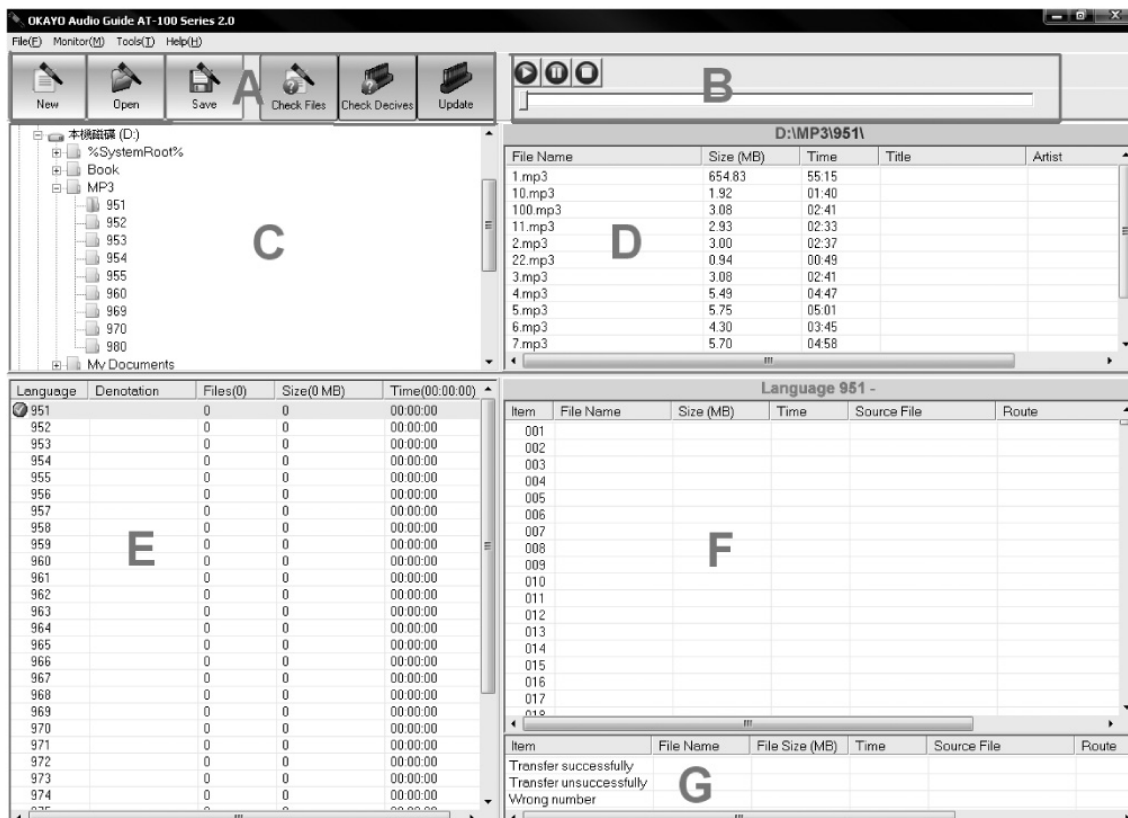 OKAYO Audio Guide AT-100 Series 2.0
File(F) Monitor(M) Tools(T) Help(H)
New Open Save A Check Files Check Decives Update
B
本機磁碟 (D:)
%SystemRoot%
Book
MP3
951
952
953
954
955
960
969
970
980
My Documents
C
D:\MP3\951\
File Name Size (MB) Time Title Artist
1.mp3 654.83 55:15
10.mp3 1.92 01:40
100.mp3 3.08 02:41
11.mp3 2.93 02:33
2.mp3 3.00 02:37
22.mp3 0.94 00:49
3.mp3 3.08 02:41
4.mp3 5.49 04:47
5.mp3 5.75 05:01
6.mp3 4.30 03:45
7.mp3 5.70 04:58
D
Language Denotation Files(0) Size(0 MB) Time(00:00:00)
951 0 0 00:00:00
952 0 0 00:00:00
953 0 0 00:00:00
954 0 0 00:00:00
955 0 0 00:00:00
956 0 0 00:00:00
957 0 0 00:00:00
958 0 0 00:00:00
959 0 0 00:00:00
960 0 0 00:00:00
961 0 0 00:00:00
962 0 0 00:00:00
963 0 0 00:00:00
964 0 0 00:00:00
965 0 0 00:00:00
966 0 0 00:00:00
967 0 0 00:00:00
968 0 0 00:00:00
969 0 0 00:00:00
970 0 0 00:00:00
971 0 0 00:00:00
972 0 0 00:00:00
973 0 0 00:00:00
974 0 0 00:00:00
975 0 0 00:00:00
E
Language 951 -
Item File Name Size (MB) Time Source File Route
001
002
003
004
005
006
007
008
009
010
011
012
013
014
015
016
017
018
F
Item File Name File Size (MB) Time Source File Route
Transfer successfully
Transfer unsuccessfully
Wrong number
G